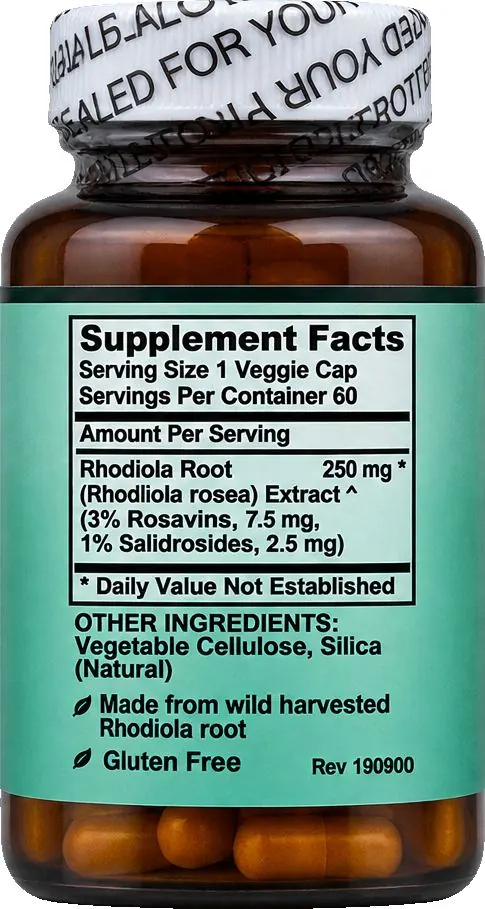 SEALED FOR YOUR
Supplement Facts
Serving Size 1 Veggie Cap
Servings Per Container 60
Amount Per Serving
Rhodiola Root 250 mg *
(Rhodliola rosea) Extract ^
(3% Rosavins, 7.5 mg,
1% Salidrosides, 2.5 mg)
* Daily Value Not Established
OTHER INGREDIENTS:
Vegetable Cellulose, Silica
(Natural)
Made from wild harvested
Rhodiola root
Gluten Free Rev 190900